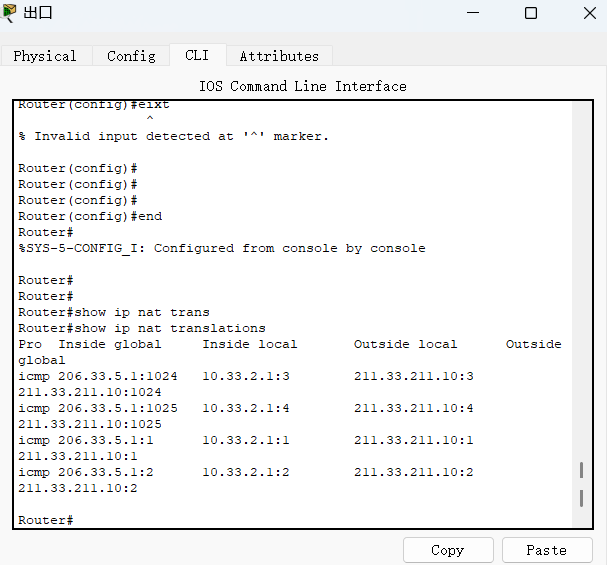 出口
Physical Config CLI Attributes
IOS Command Line Interface
Router(config)#eixt
^
% Invalid input detected at '^' marker.
Router(config)#
Router(config)#
Router(config)#
Router(config)#end
Router#
%SYS-5-CONFIG_I: Configured from console by console
Router#
Router#
Router#show ip nat trans
Router#show ip nat translations
Pro Inside global Inside local Outside local Outside
global
icmp 206.33.5.1:1024 10.33.2.1:3 211.33.211.10:3
211.33.211.10:1024
icmp 206.33.5.1:1025 10.33.2.1:4 211.33.211.10:4
211.33.211.10:1025
icmp 206.33.5.1:1 10.33.2.1:1 211.33.211.10:1
211.33.211.10:1
icmp 206.33.5.1:2 10.33.2.1:2 211.33.211.10:2
211.33.211.10:2
Router#
Copy Paste